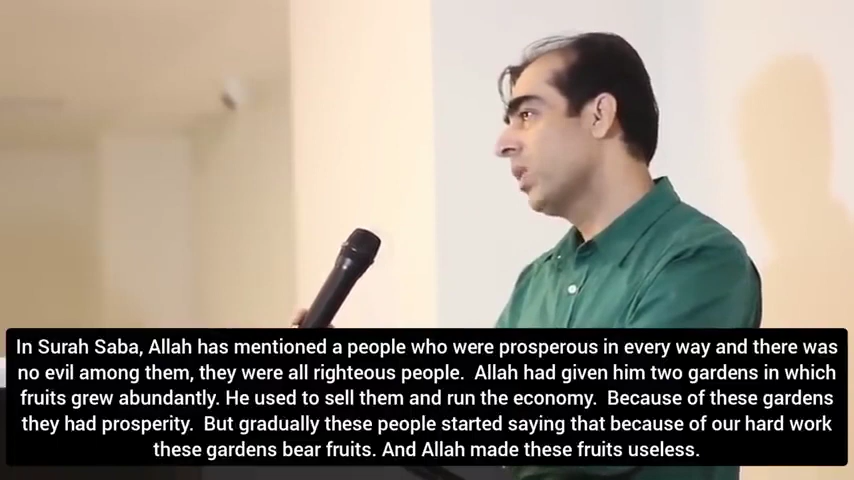 In Surah Saba, Allah has mentioned a people who were prosperous in every way and there was
no evil among them, they were all righteous people.  Allah had given him two gardens in which
fruits grew abundantly. He used to sell them and run the economy.  Because of these gardens
they had prosperity.  But gradually these people started saying that because of our hard work
these gardens bear fruits. And Allah made these fruits useless.